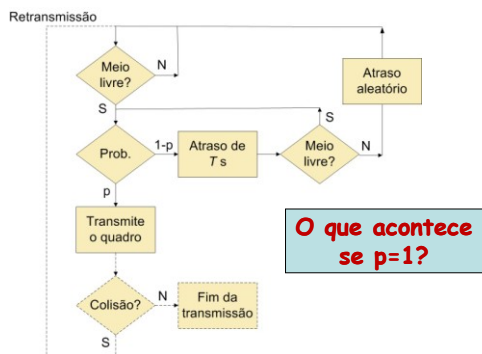 Retransmissão
Meio
livre?
N
S
Atraso
aleatório
S
Prob.
1-p
Atraso de
T s
Meio
livre?
N
p
Transmite
o quadro
O que acontece
se p=1?
Colisão?
N
Fim da
transmissão
S